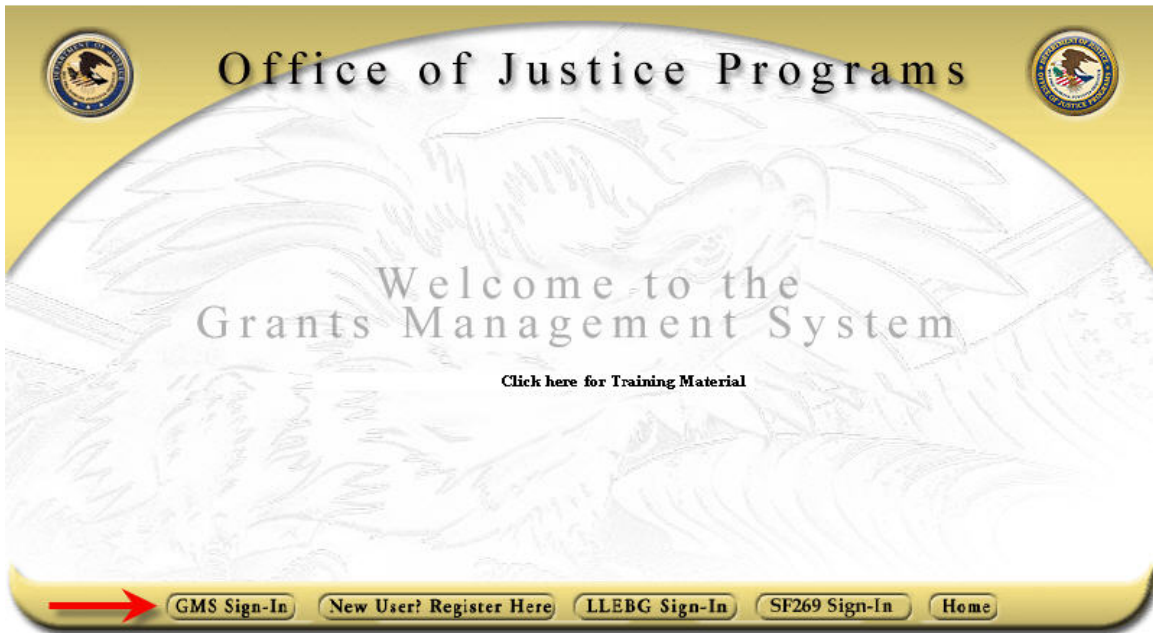 Office of Justice Programs
Welcome to the
Grants Management System
Click here for Training Material
GMS Sign-In
New User? Register Here
LLEBG Sign-In
SF269 Sign-In
Home